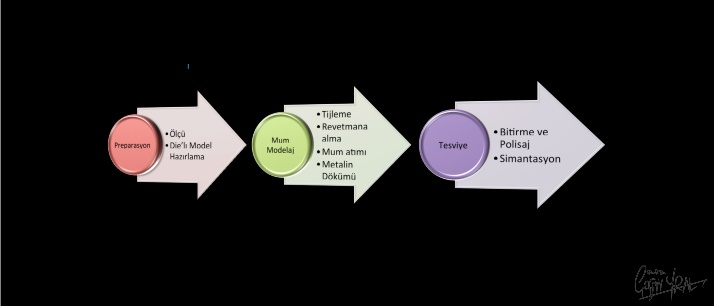 Preparasyon
• Ölçü
• Die'lı Model
Hazırlama
Mum
Modelaj
• Tijleme
• Revetmana
alma
• Mum atımı
• Metalin
Dökümü
Tesviye
• Bitirme ve
Polisaj
• Simantasyon